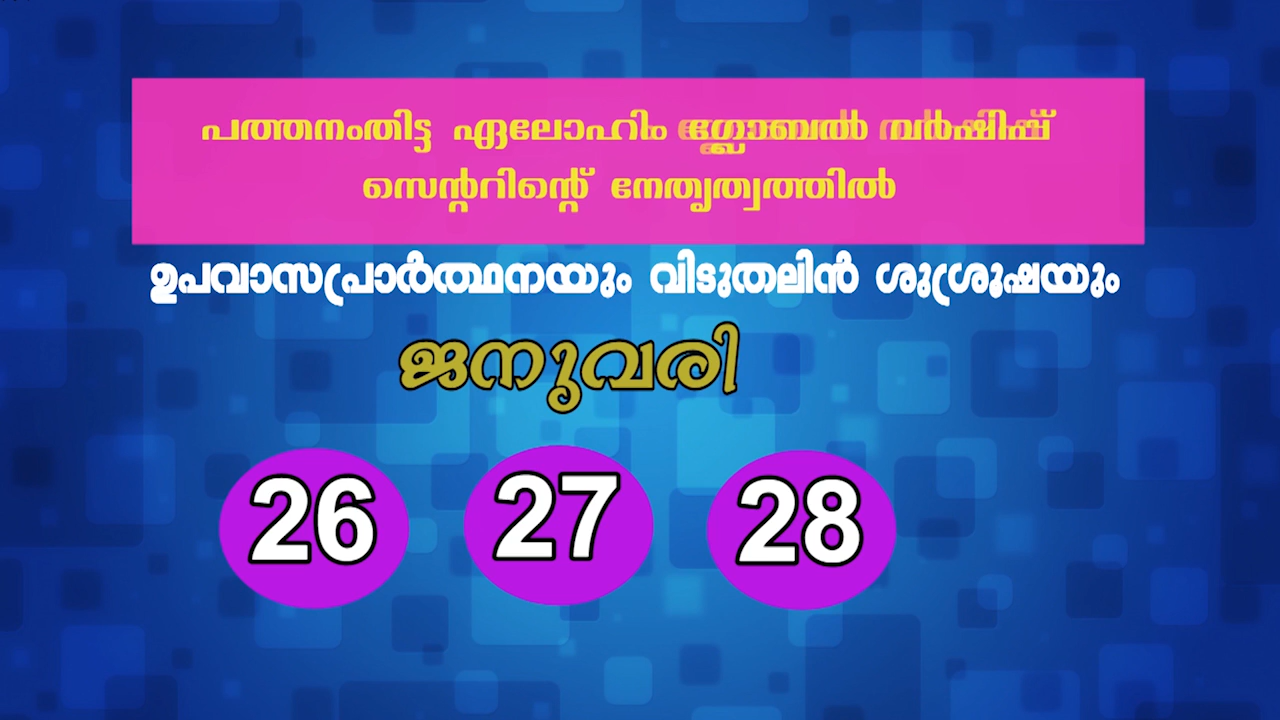 പത്തനംതിട്ട ഏലോഹിം ഗ്ലോബൽ വർഷിപ്പ്
സെന്ററിന്റെ് നേതൃത്വത്തിൽ
ഉപവാസപ്രാർത്ഥനയും വിടുതലിൻ ശുശ്രൂഷയും
ജനുവരി
26 27 28